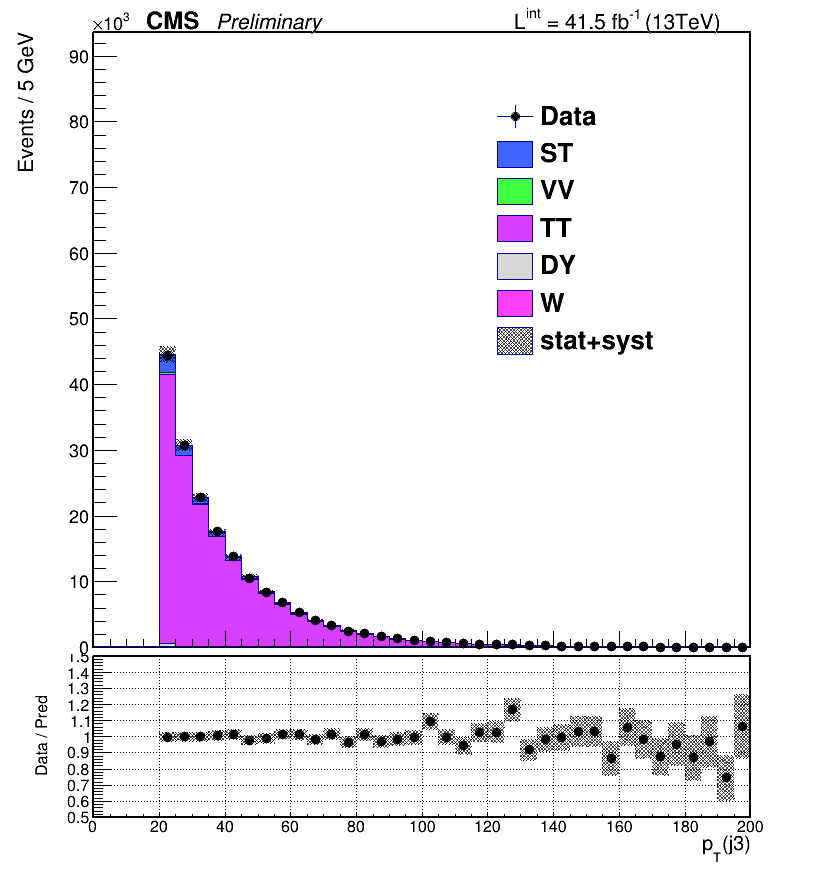 ×10³ CMS Preliminary L^int = 41.5 fb⁻¹ (13TeV)
Events / 5 GeV
90
80
70
60
50
40
30
20
10
0
Data
ST
VV
TT
DY
W
stat+syst
Data / Pred
1.5
1.4
1.3
1.2
1.1
1
0.9
0.8
0.7
0.6
0.5
0 20 40 60 80 100 120 140 160 180 200
p_T(j3)